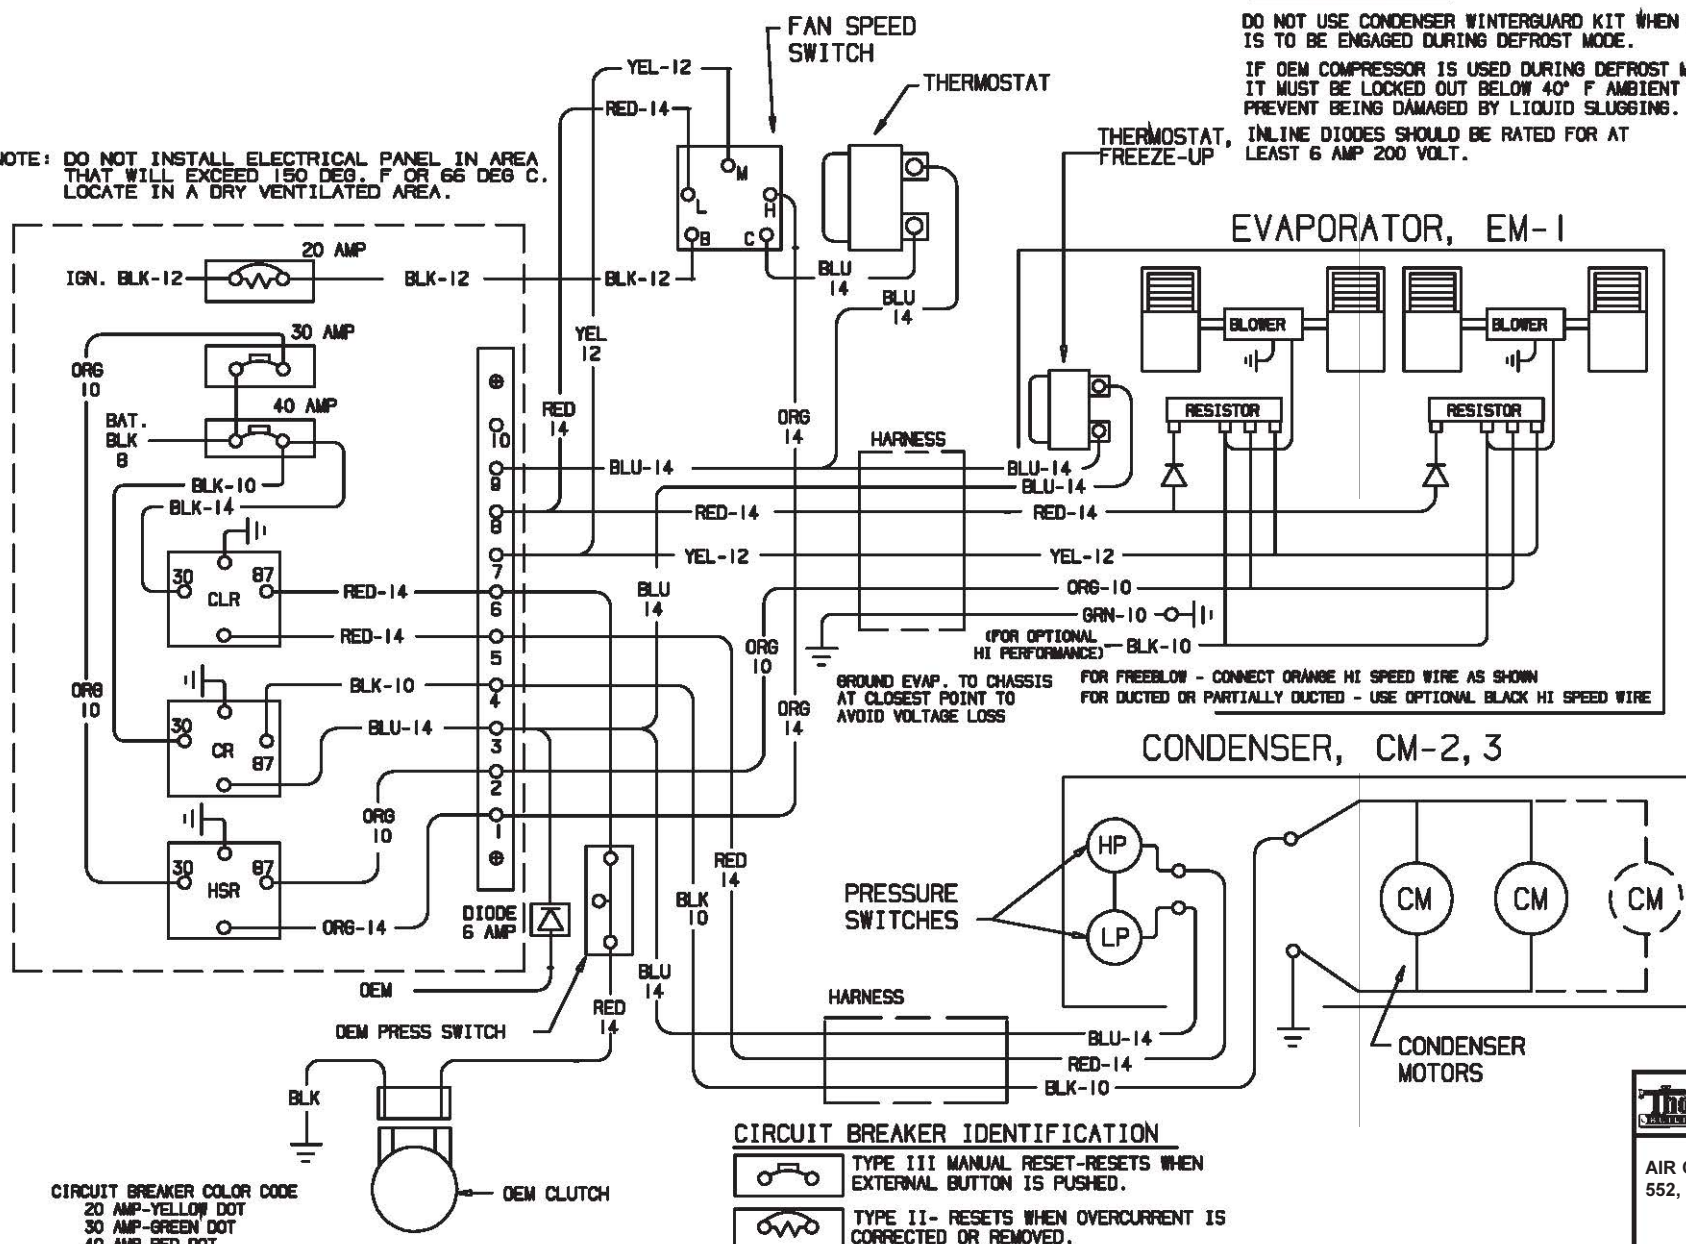 DO NOT USE CONDENSER WINTERGUARD KIT WHEN
IS TO BE ENGAGED DURING DEFROST MODE.
IF OEM COMPRESSOR IS USED DURING DEFROST
IT MUST BE LOCKED OUT BELOW 40° F AMBIENT
PREVENT BEING DAMAGED BY LIQUID SLUGGING.
INLINE DIODES SHOULD BE RATED FOR AT
LEAST 6 AMP 200 VOLT.
FAN SPEED
SWITCH
THERMOSTAT
THERMOSTAT,
FREEZE-UP
NOTE: DO NOT INSTALL ELECTRICAL PANEL IN AREA
THAT WILL EXCEED 150 DEG. F OR 66 DEG C.
LOCATE IN A DRY VENTILATED AREA.
YEL-12
RED-14
M
L
H
B
C
20 AMP
IGN. BLK-12
BLK-12
BLK-12
BLU
14
BLU
14
30 AMP
ORG
10
YEL
12
40 AMP
BAT.
BLK
8
BLK-10
BLK-14
RED
14
ORG
14
10
9
8
7
6
5
4
3
2
1
HARNESS
BLU-14
RED-14
YEL-12
EVAPORATOR, EM-1
BLOWER
BLOWER
RESISTOR
RESISTOR
BLU-14
BLU-14
RED-14
YEL-12
ORG-10
GRN-10
(FOR OPTIONAL
HI PERFORMANCE)
BLK-10
GROUND EVAP. TO CHASSIS
AT CLOSEST POINT TO
AVOID VOLTAGE LOSS
FOR FREEBLOW - CONNECT ORANGE HI SPEED WIRE AS SHOWN
FOR DUCTED OR PARTIALLY DUCTED - USE OPTIONAL BLACK HI SPEED WIRE
30
87
CLR
RED-14
RED-14
BLU
14
ORG
10
ORG
10
ORG
14
BLK-10
BLU-14
30
CR
87
ORG
10
30
87
HSR
ORG-14
DIODE
6 AMP
RED
14
BLK
10
BLU
14
RED
14
OEM
OEM PRESS SWITCH
CONDENSER, CM-2, 3
HP
LP
PRESSURE
SWITCHES
CM
CM
CM
CONDENSER
MOTORS
HARNESS
BLU-14
RED-14
BLK-10
BLK
OEM CLUTCH
CIRCUIT BREAKER COLOR CODE
20 AMP-YELLOW DOT
30 AMP-GREEN DOT
40 AMP-RED DOT
CIRCUIT BREAKER IDENTIFICATION
TYPE III MANUAL RESET-RESETS WHEN
EXTERNAL BUTTON IS PUSHED.
TYPE II- RESETS WHEN OVERCURRENT IS
CORRECTED OR REMOVED.
AIR
552,